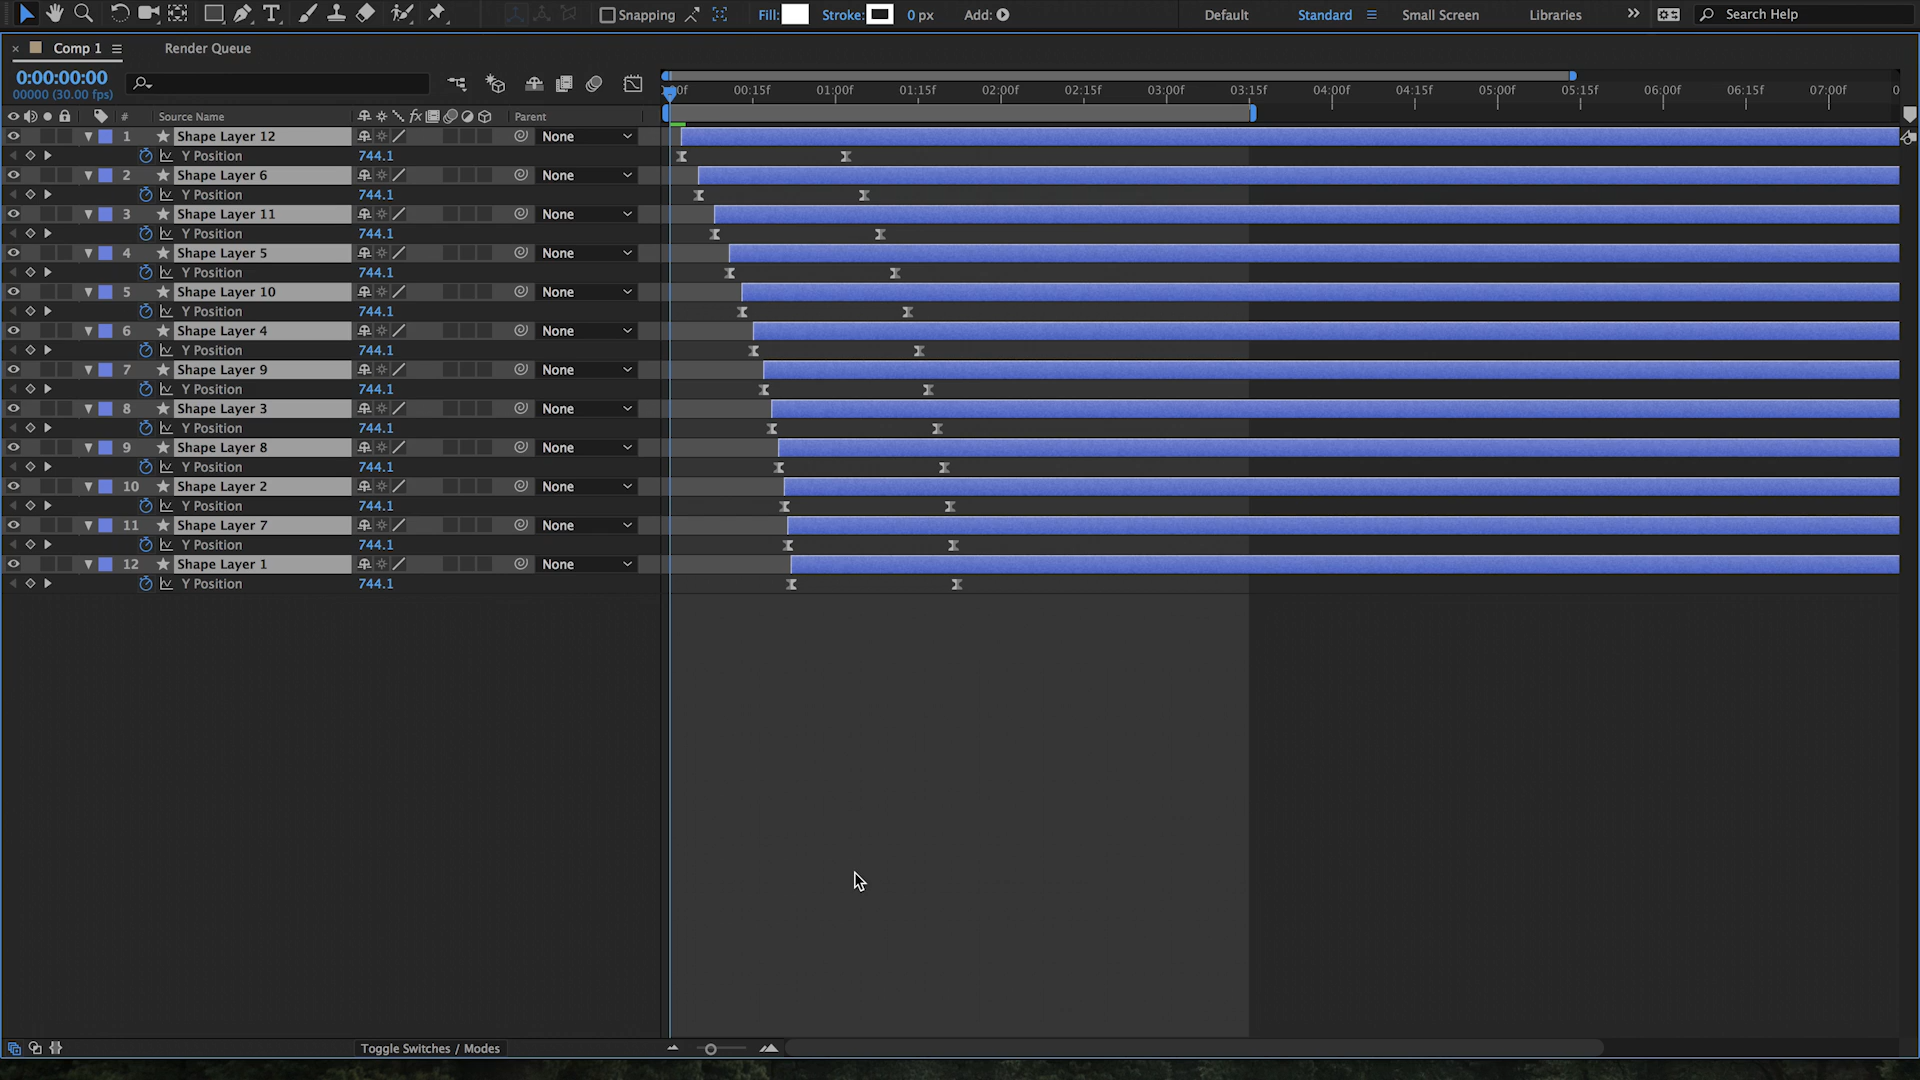 Snapping Fill: Stroke: 0 px Add: Default Standard Small Screen Libraries Search Help
Comp 1 Render Queue
0:00:00:00
00000 (30.00 fps)
00:15f 01:00f 01:15f 02:00f 02:15f 03:00f 03:15f 04:00f 04:15f 05:00f 05:15f 06:00f 06:15f 07:00f
# Source Name fx Parent
1 Shape Layer 12 None
Y Position 744.1
2 Shape Layer 6 None
Y Position 744.1
3 Shape Layer 11 None
Y Position 744.1
4 Shape Layer 5 None
Y Position 744.1
5 Shape Layer 10 None
Y Position 744.1
6 Shape Layer 4 None
Y Position 744.1
7 Shape Layer 9 None
Y Position 744.1
8 Shape Layer 3 None
Y Position 744.1
9 Shape Layer 8 None
Y Position 744.1
10 Shape Layer 2 None
Y Position 744.1
11 Shape Layer 7 None
Y Position 744.1
12 Shape Layer 1 None
Y Position 744.1
Toggle Switches / Modes